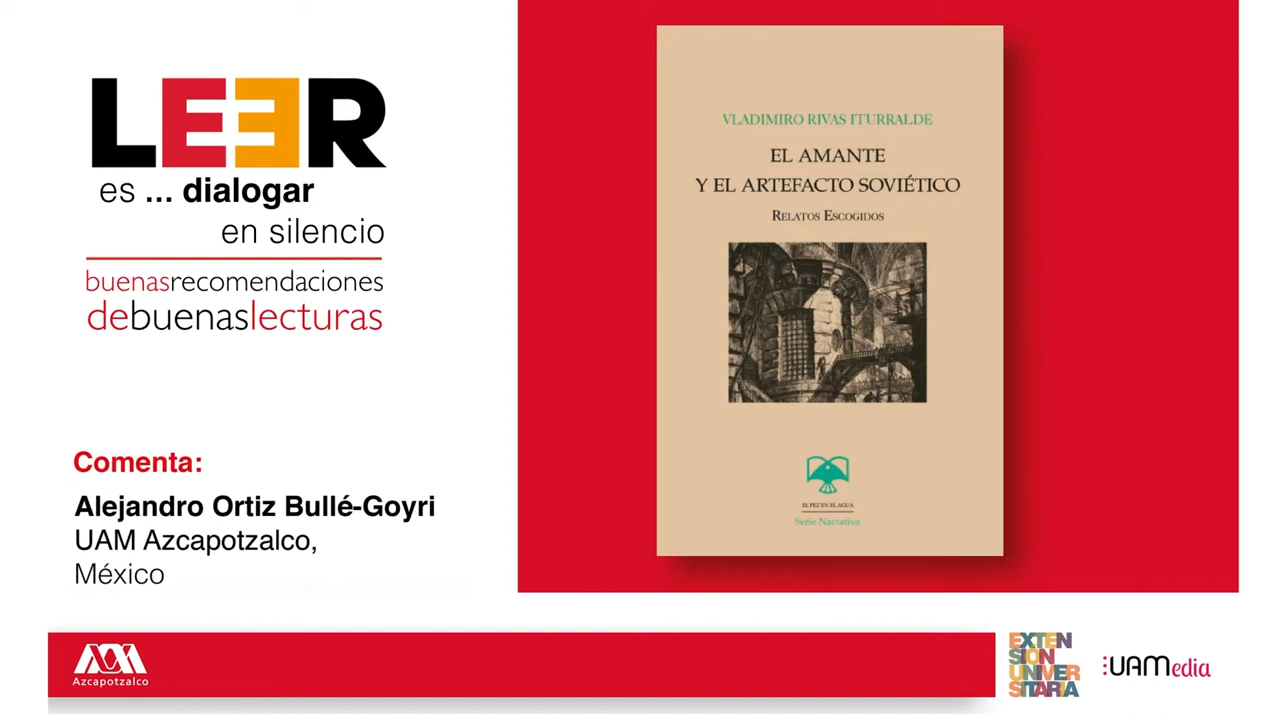 LEER
es ... dialogar
en silencio
buenasrecomendaciones
debuenaslecturas
Comenta:
Alejandro Ortiz Bullé-Goyri
UAM Azcapotzalco,
México
VLADIMIRO RIVAS ITURRALDE
EL AMANTE
Y EL ARTEFACTO SOVIÉTICO
RELATOS ESCOGIDOS
EL PEZ EN EL AGUA
Serie Narrativa
Azcapotzalco
EXTEN
SIÓN
UNIVER
SITARIA
UAMedia